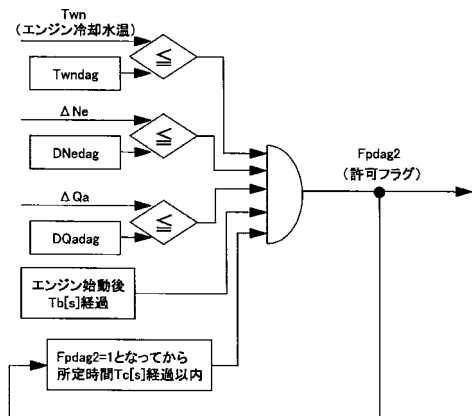 Twn
(エンジン冷却水温)
≦
Twndag
ΔNe
≦
DNedag
Fpdag2
(許可フラグ)
ΔQa
≦
DQadag
エンジン始動後
Tb[s]経過
Fpdag2=1となってから
所定時間Tc[s]経過以内